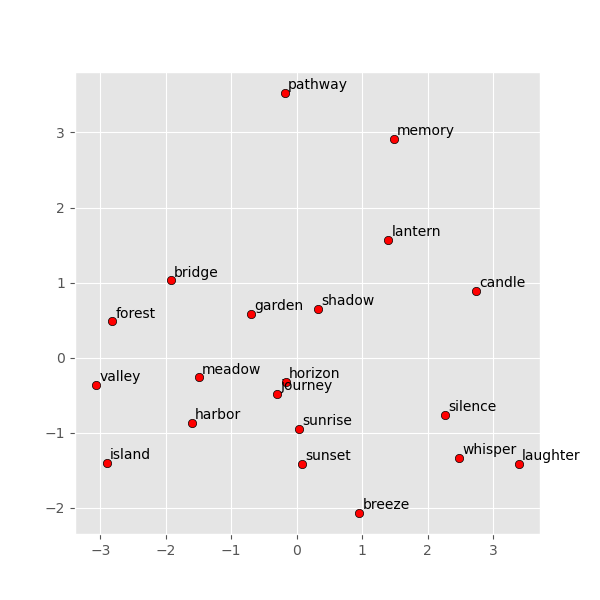 pathway
memory
3
2
lantern
bridge
candle
1
garden
shadow
forest
0
meadow
horizon
valley
journey
silence
harbor
sunrise
−1
island
sunset
whisper
laughter
−2
breeze
−3 −2 −1 0 1 2 3